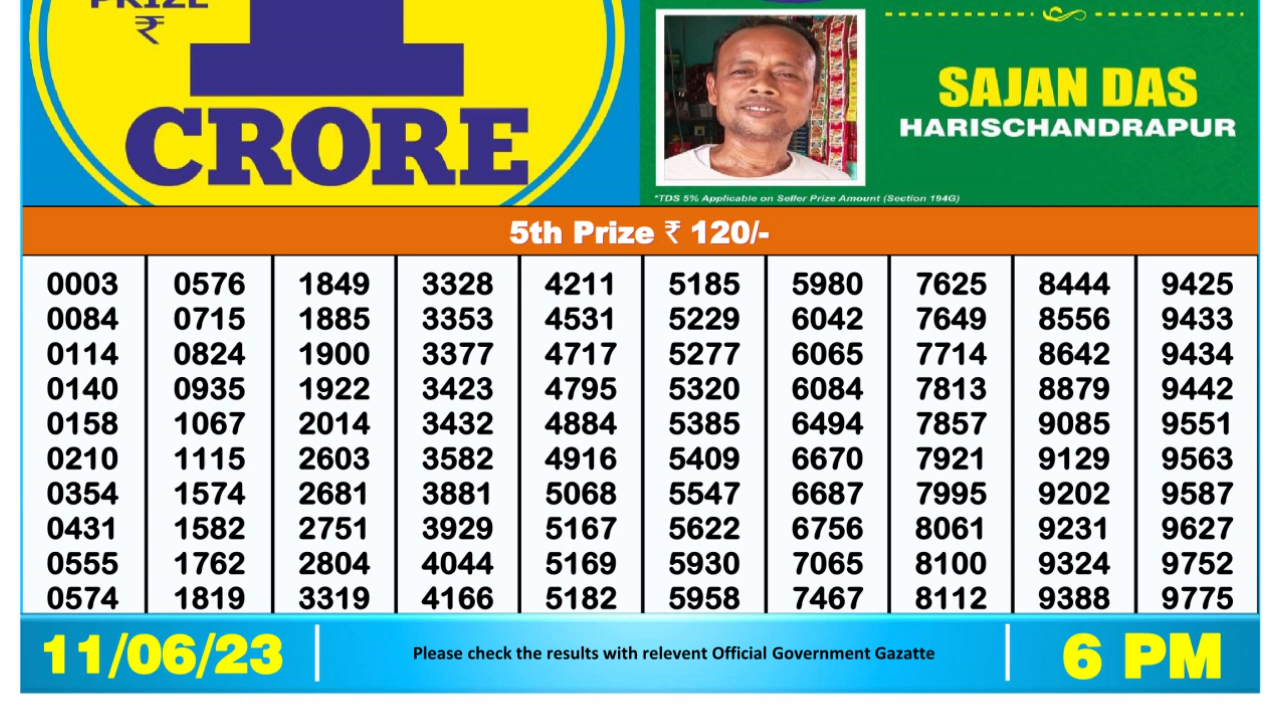 PRIZE
₹
1
CRORE
SAJAN DAS
HARISCHANDRAPUR
*TDS 5% Applicable on Seller Prize Amount (Section 194G)
5th Prize ₹ 120/-
0003 0576 1849 3328 4211 5185 5980 7625 8444 9425
0084 0715 1885 3353 4531 5229 6042 7649 8556 9433
0114 0824 1900 3377 4717 5277 6065 7714 8642 9434
0140 0935 1922 3423 4795 5320 6084 7813 8879 9442
0158 1067 2014 3432 4884 5385 6494 7857 9085 9551
0210 1115 2603 3582 4916 5409 6670 7921 9129 9563
0354 1574 2681 3881 5068 5547 6687 7995 9202 9587
0431 1582 2751 3929 5167 5622 6756 8061 9231 9627
0555 1762 2804 4044 5169 5930 7065 8100 9324 9752
0574 1819 3319 4166 5182 5958 7467 8112 9388 9775
11/06/23
Please check the results with relevent Official Government Gazatte
6 PM